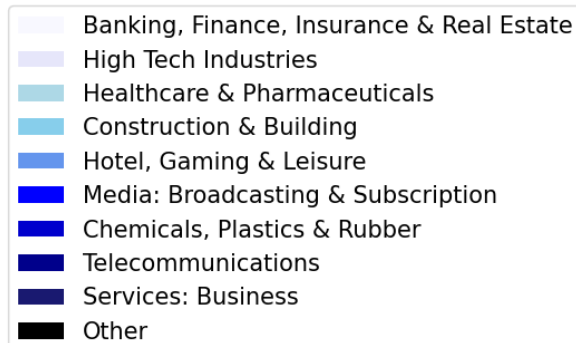 Banking, Finance, Insurance & Real Estate
High Tech Industries
Healthcare & Pharmaceuticals
Construction & Building
Hotel, Gaming & Leisure
Media: Broadcasting & Subscription
Chemicals, Plastics & Rubber
Telecommunications
Services: Business
Other